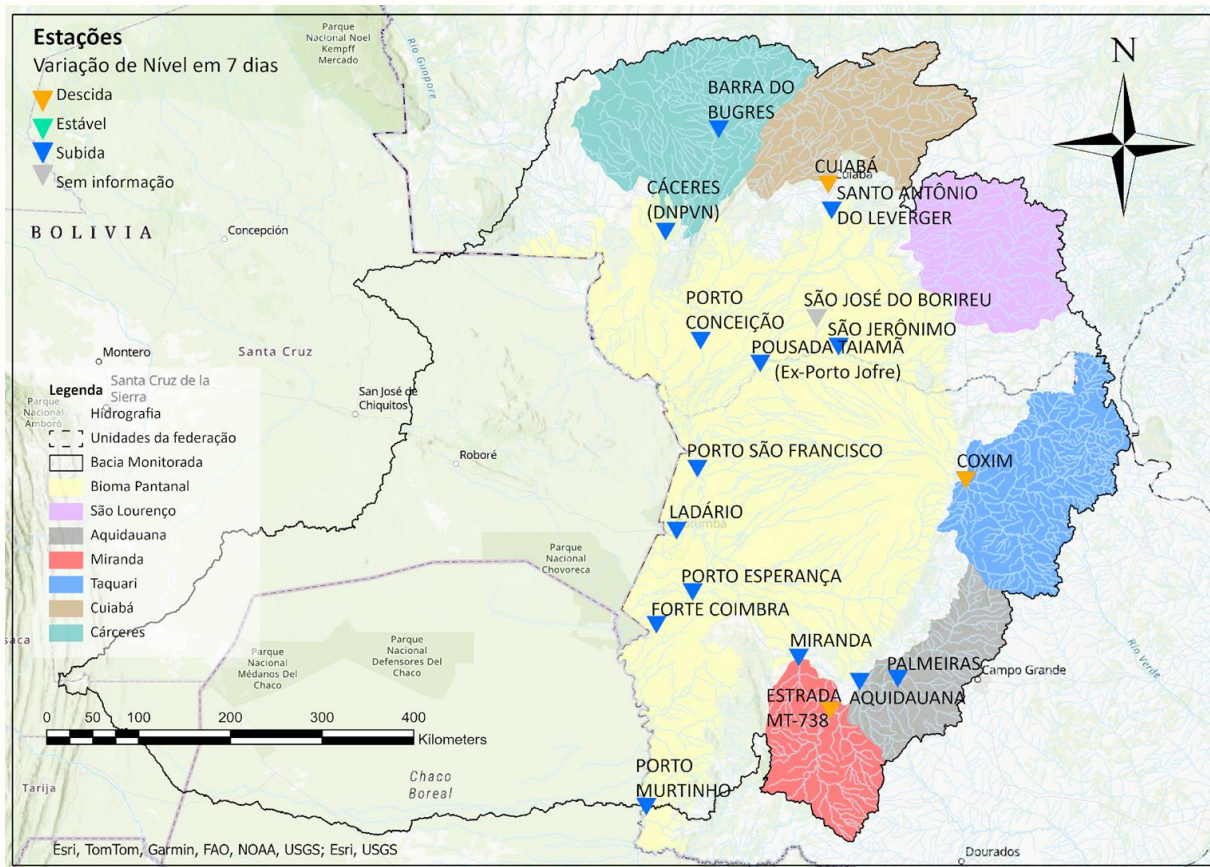 Estações
Variação de Nível em 7 dias
Descida
Estável
Subida
Sem informação
Parque
Nacional Noel
Kempff
Mercado
Rio Guapore
N
BARRA DO
BUGRES
CUIABÁ
Cuiabá
CÁCERES
(DNPVN)
SANTO ANTÔNIO
DO LEVERGER
BOLIVIA
Concepción
PORTO
CONCEIÇÃO
SÃO JOSÉ DO BORIREU
SÃO JERÔNIMO
POUSADA TAIAMÃ
(Ex-Porto Jofre)
Montero
Santa Cruz
Santa Cruz de la
Sierra
Parque
Nacional
Amboró
San José de
Chiquitos
Roboré
Legenda
Hidrografia
Unidades da federação
Bacia Monitorada
Bioma Pantanal
São Lourenço
Aquidauana
Miranda
Taquari
Cuiabá
Cárceres
PORTO SÃO FRANCISCO
COXIM
LADÁRIO
Corumbá
Parque
Nacional
Chovoreca
PORTO ESPERANÇA
FORTE COIMBRA
MIRANDA
PALMEIRAS
Campo Grande
AQUIDAUANA
ESTRADA
MT-738
Rio Verde
Parque
Nacional
Médanos Del
Chaco
Parque
Nacional
Defensores Del
Chaco
0 50 100 200 300 400
Kilometers
Chaco
Boreal
PORTO
MURTINHO
Tarija
Dourados
Esri, TomTom, Garmin, FAO, NOAA, USGS; Esri, USGS